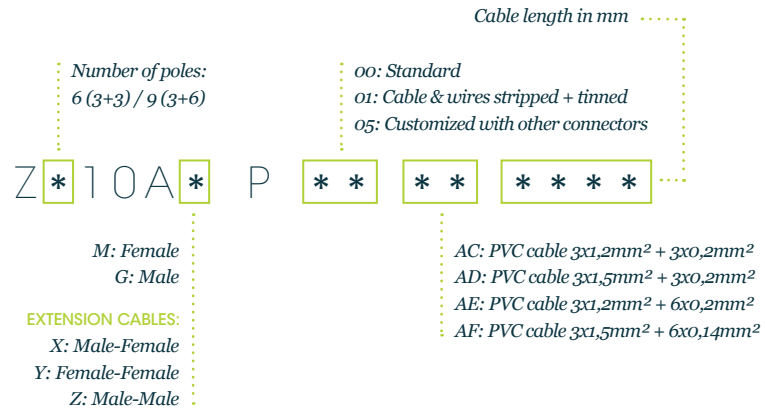 Cable length in mm
Number of poles:
6 (3+3) / 9 (3+6)
00: Standard
01: Cable & wires stripped + tinned
05: Customized with other connectors
Z * 1 0 A * P * * * * * * * *
M: Female
G: Male
EXTENSION CABLES:
X: Male-Female
Y: Female-Female
Z: Male-Male
AC: PVC cable 3x1,2mm² + 3x0,2mm²
AD: PVC cable 3x1,5mm² + 3x0,2mm²
AE: PVC cable 3x1,2mm² + 6x0,2mm²
AF: PVC cable 3x1,5mm² + 6x0,14mm²